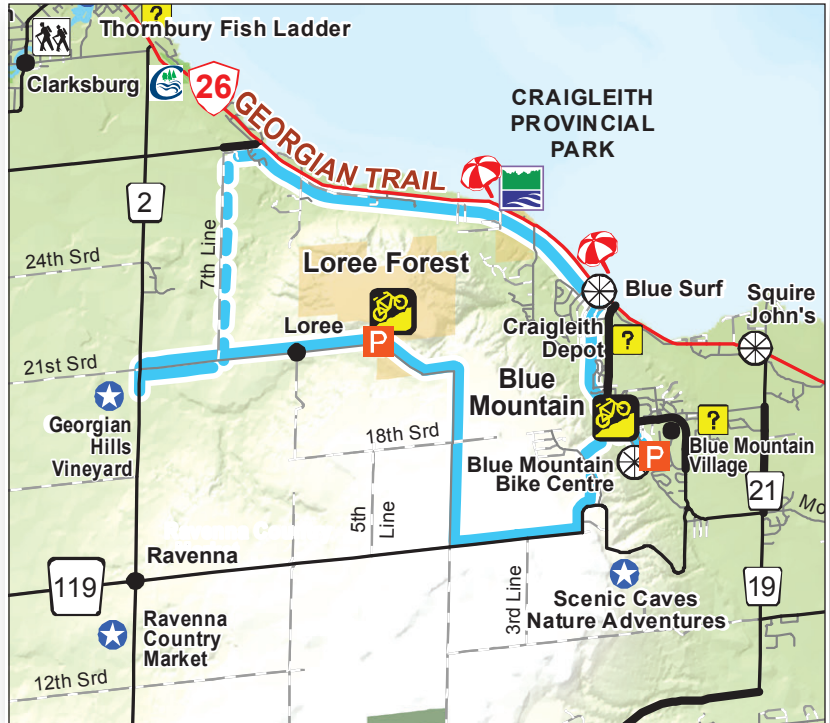 ?
Thornbury Fish Ladder
Clarksburg
26
GEORGIAN TRAIL
CRAIGLEITH
PROVINCIAL
PARK
2
7th Line
24th Srd
Loree Forest
Blue Surf
Squire
John's
Loree
P
Craigleith
Depot
?
21st Srd
Blue
Mountain
Georgian
Hills
Vineyard
18th Srd
?
Blue Mountain
Village
Blue Mountain
Bike Centre
P
21
5th
Line
Ravenna
119
3rd Line
19
Scenic Caves
Nature Adventures
Ravenna
Country
Market
12th Srd